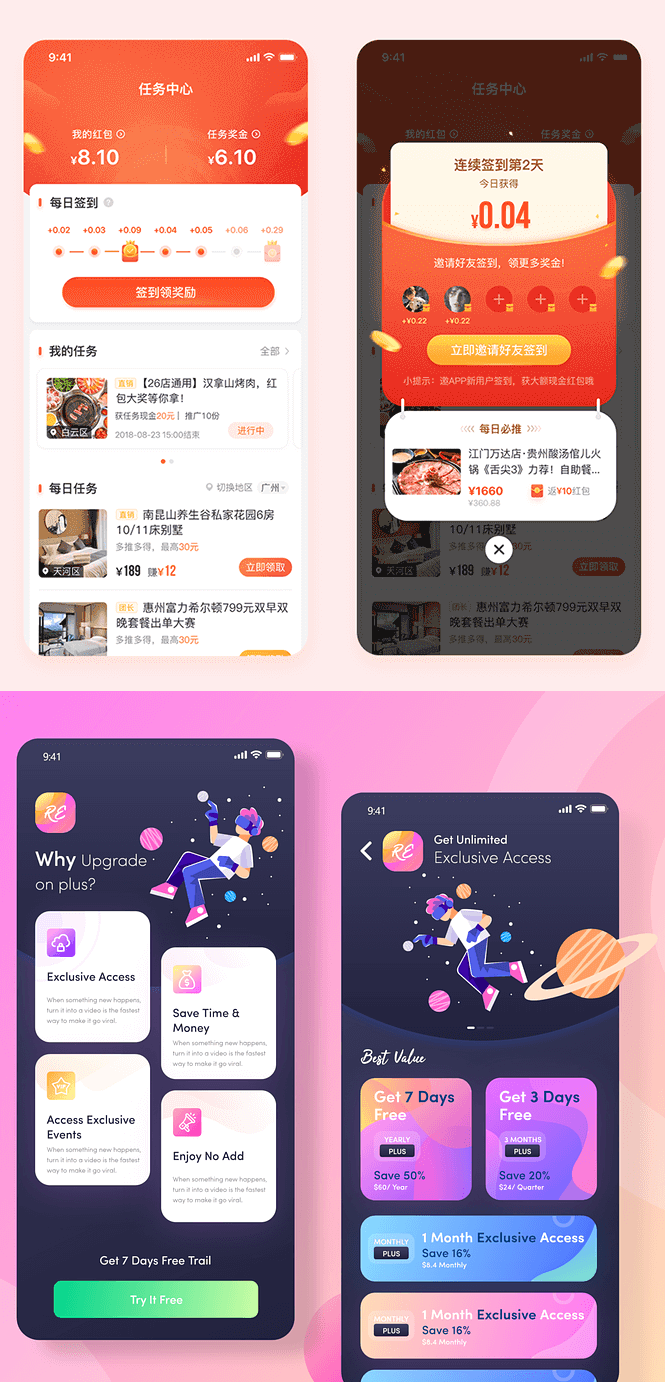 9:41
任务中心
我的红包
任务奖金
¥8.10
¥6.10
每日签到 ?
+0.02 +0.03 +0.09 +0.04 +0.05 +0.06 +0.29
签到领奖励
我的任务
全部
直销 【26店通用】汉拿山烤肉，红
包大奖等你拿！
获任务现金20元 | 推广10份
2018-08-23 15:00结束
进行中
白云区
每日任务
切换地区 广州
南昆山养生谷私家花园6房
10/11床别墅
多推多得，最高30元
¥189 赚¥12
立即领取
天河区
团长 惠州富力希尔顿799元双早双
晚套餐出单大赛
多推多得，最高30元
9:41
任务中心
我的红包
任务奖金
连续签到第2天
今日获得
¥0.04
邀请好友签到，领更多奖金!
+¥0.22 +¥0.22
立即邀请好友签到
小提示：邀APP新用户签到，获大额现金红包哦
每日必推
江门万达店·贵州酸汤倌儿火
锅《舌尖3》力荐！自助餐...
¥1660
返¥10红包
¥360.88
10/11床别墅
多推多得，最高30元
¥189 赚¥12
立即领取
天河区
团长 惠州富力希尔顿799元双早双
晚套餐出单大赛
多推多得，最高30元
9:41
RE
Why Upgrade
on plus?
Exclusive Access
When something new happens,
turn it into a video is the fastest
way to make it go viral.
Save Time &
Money
When something new happens,
turn it into a video is the fastest
way to make it go viral.
VIP
Access Exclusive
Events
When something new happens,
turn it into a video is the fastest
way to make it go viral.
Enjoy No Add
When something new happens,
turn it into a video is the fastest
way to make it go viral.
Get 7 Days Free Trail
Try It Free
9:41
RE
Get Unlimited
Exclusive Access
Best Value
Get 7 Days
Free
YEARLY
PLUS
Save 50%
$60/ Year
Get 3 Days
Free
3 MONTHS
PLUS
Save 20%
$24/ Quarter
MONTHLY
PLUS
1 Month Exclusive Access
Save 16%
$8.4 Monthly
MONTHLY
PLUS
1 Month Exclusive Access
Save 16%
$8.4 Monthly